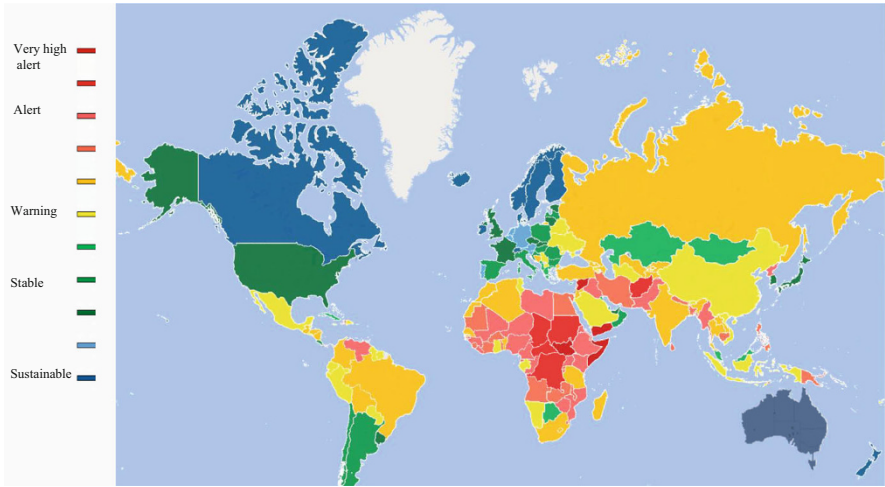 Very high
alert
Alert
Warning
Stable
Sustainable